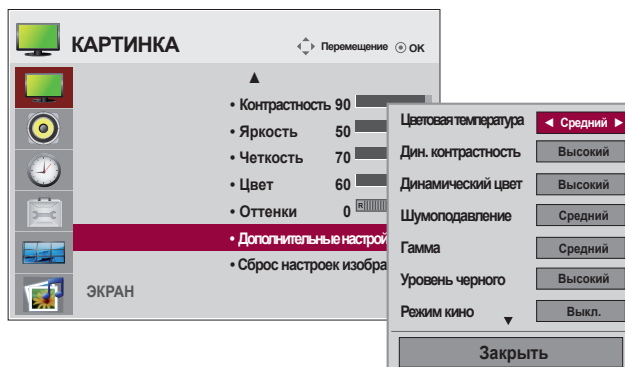 КАРТИНКА
Перемещение OK
• Контрастность 90
• Яркость 50
• Четкость 70
• Цвет 60
• Оттенки 0 R
• Дополнительные настрой
• Сброс настроек изобра
ЭКРАН
Цветовая температура ◀ Средний ▶
Дин. контрастность Высокий
Динамический цвет Высокий
Шумоподавление Средний
Гамма Средний
Уровень черного Высокий
Режим кино Выкл.
Закрыть